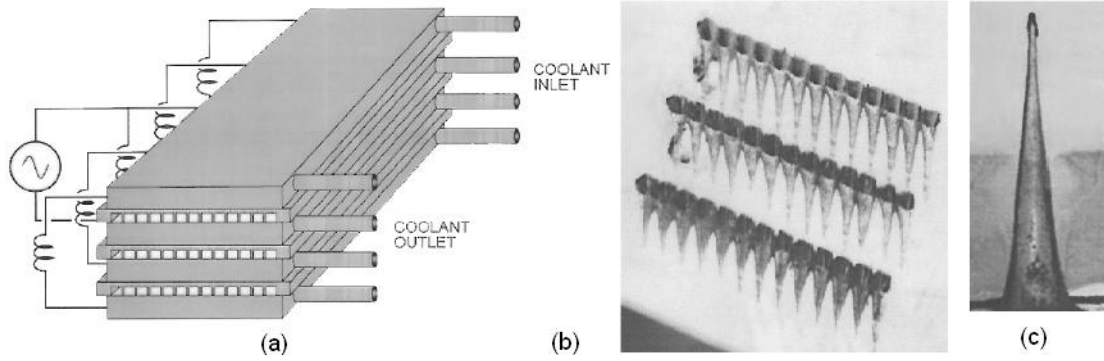 COOLANT
INLET
COOLANT
OUTLET
(a)
(b)
(c)